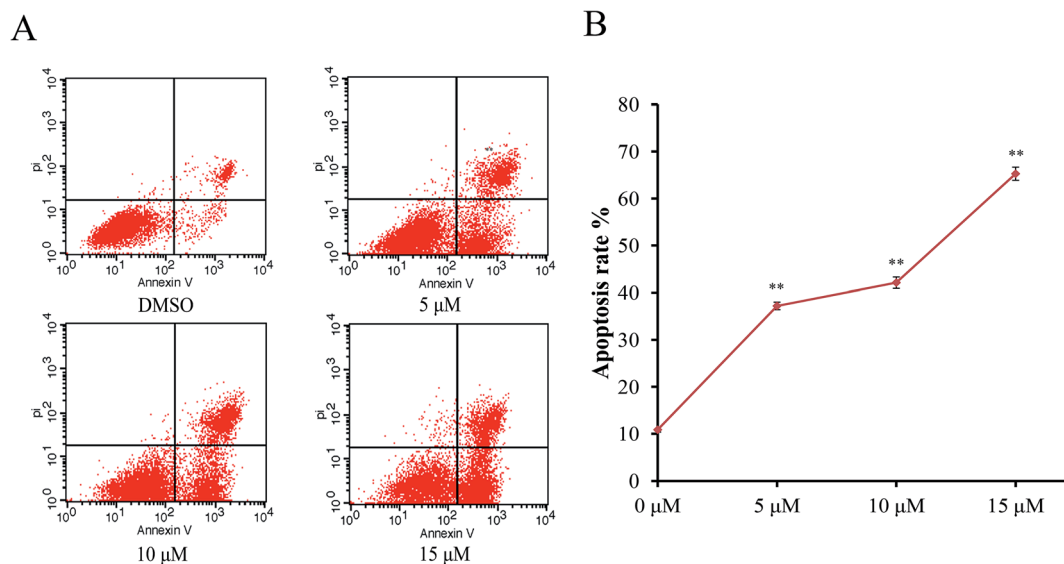 A
B
10⁴
10³
10²
10¹
10⁰
pi
10⁰ 10¹ 10² 10³ 10⁴
Annexin V
DMSO
10⁴
10³
10²
10¹
10⁰
pi
10⁰ 10¹ 10² 10³ 10⁴
Annexin V
5 μM
10⁴
10³
10²
10¹
10⁰
pi
10⁰ 10¹ 10² 10³ 10⁴
Annexin V
10 μM
10⁴
10³
10²
10¹
10⁰
pi
10⁰ 10¹ 10² 10³ 10⁴
Annexin V
15 μM
Apoptosis rate %
80
70
60
50
40
30
20
10
0
**
**
**
0 μM 5 μM 10 μM 15 μM